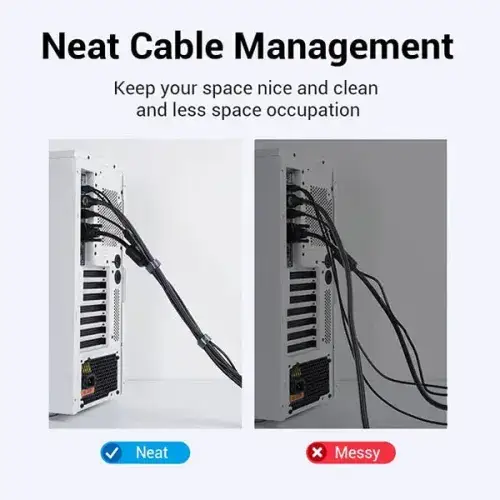 Neat Cable Management
Keep your space nice and clean
and less space occupation
Neat
Messy